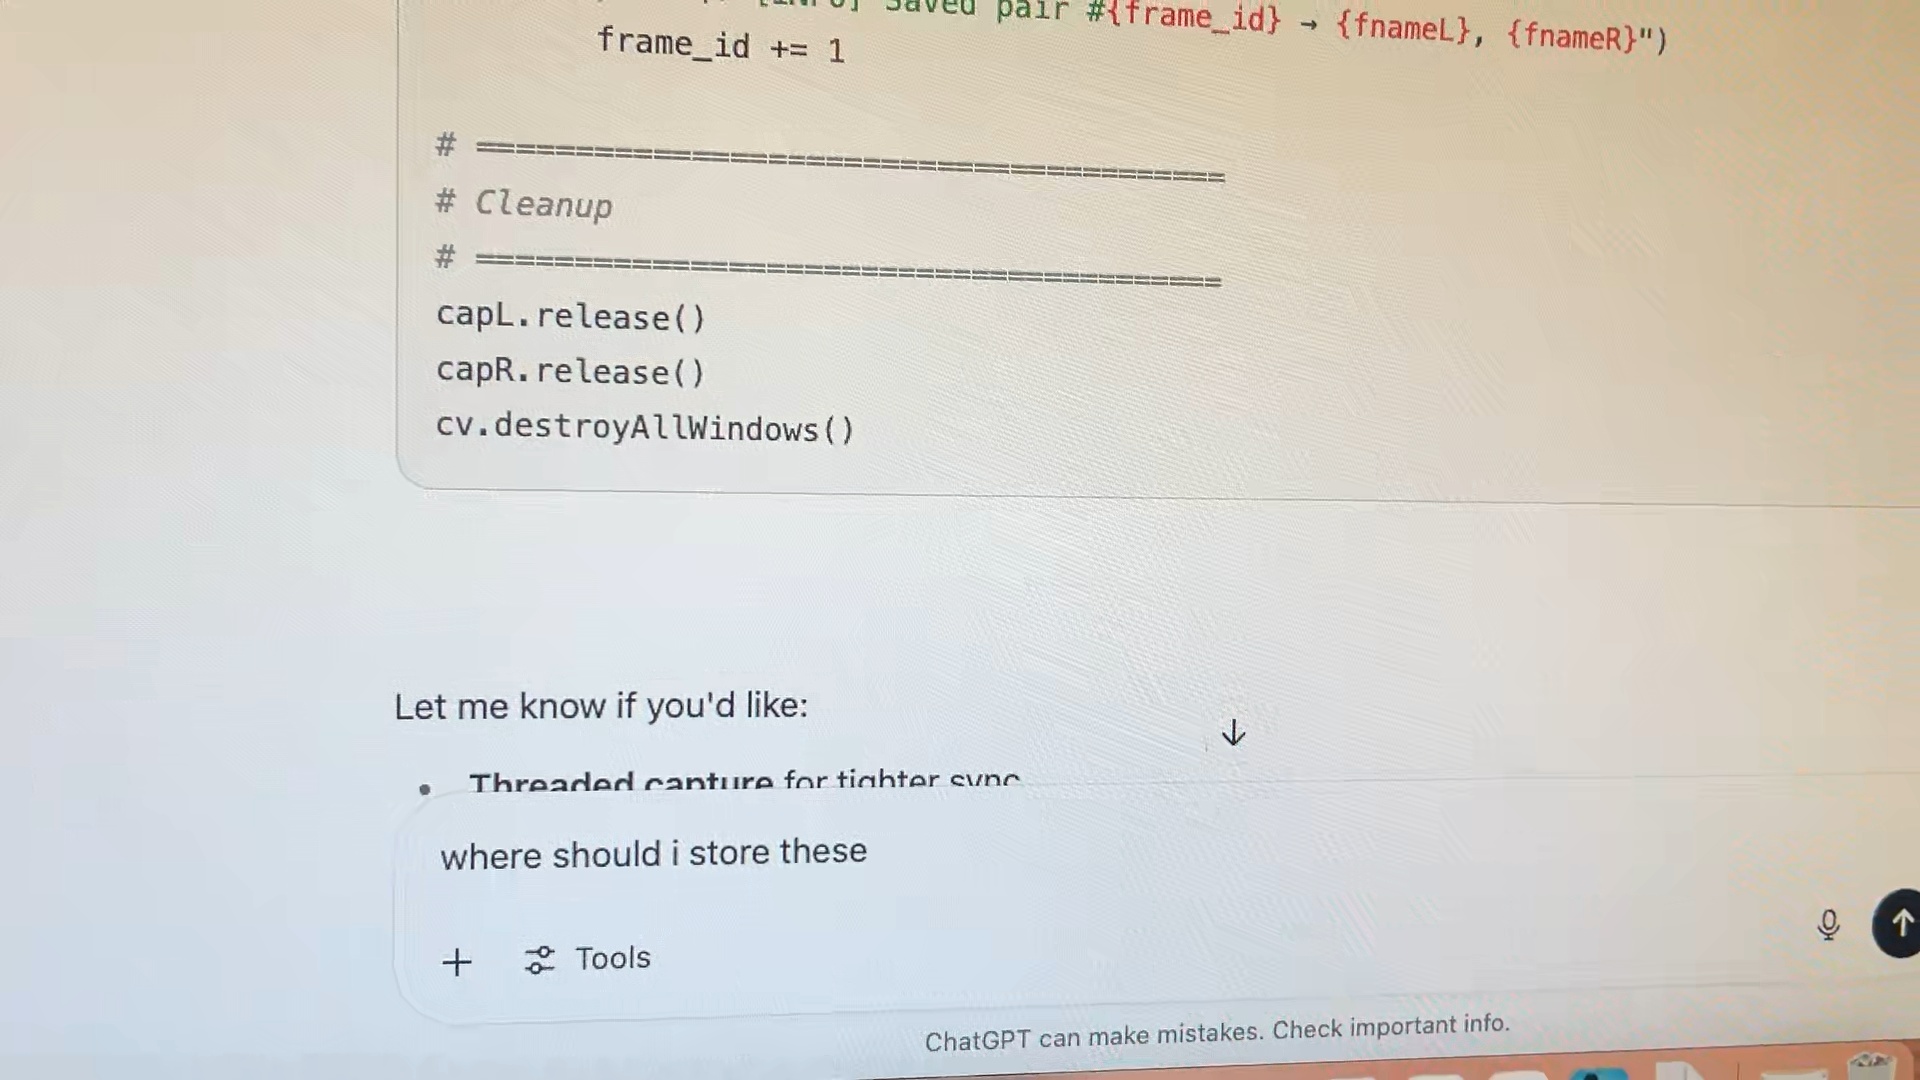 [INFO] Saved pair #{frame_id} → {fnameL}, {fnameR}")
frame_id += 1
# ======================================
# Cleanup
# ======================================
capL.release()
capR.release()
cv.destroyAllWindows()
Let me know if you'd like:
• Threaded capture for tighter sync
where should i store these
Tools
ChatGPT can make mistakes. Check important info.